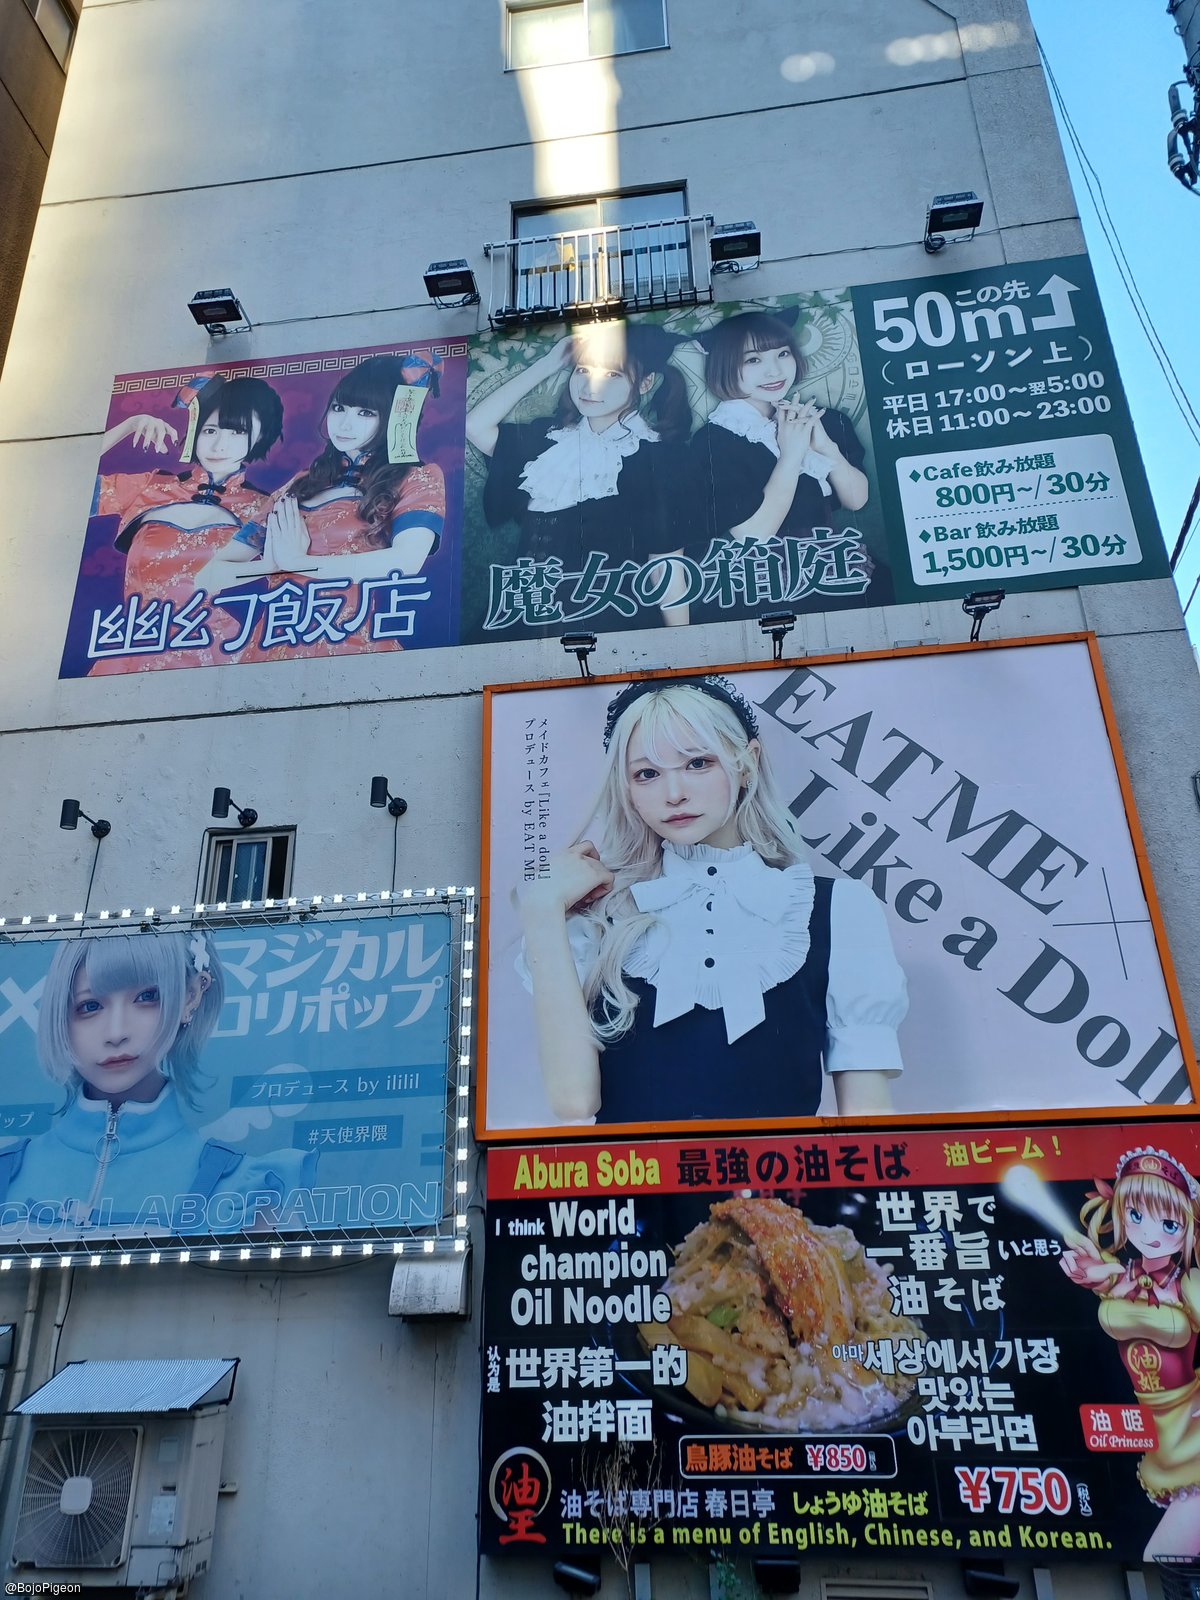 50m この先
(ローソン上)
平日 17:00～翌5:00
休日 11:00～23:00
♦Cafe飲み放題
800円～/30分
♦Bar飲み放題
1,500円～/30分
幽幻飯店
魔女の箱庭
メイドカフェ『Like a doll』
プロデュース by EAT ME
EAT ME
Like a Doll
×
マジカル
ロリポップ
プロデュース by ililil
ップ
#天使界隈
COLLABORATION
Abura Soba 最強の油そば 油ビーム！
I think World
champion
Oil Noodle
世界で
一番旨いと思う
油そば
认为是 世界第一的
油拌面
아마 세상에서 가장
맛있는
아부라면
油
油姫
油姫
Oil Princess
鳥豚油そば ￥850
油王
油そば専門店 春日亭 しょうゆ油そば ￥750 (税込)
There is a menu of English, Chinese, and Korean.
@BojoPigeon